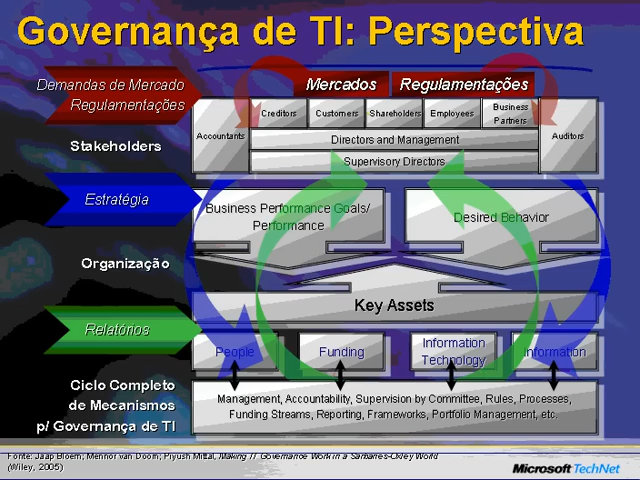 Governança de TI: Perspectiva
Demandas de Mercado
Regulamentações
Mercados
Regulamentações
Accountants
Creditors
Customers
Shareholders
Employees
Business
Partners
Auditors
Directors and Management
Supervisory Directors
Stakeholders
Estratégia
Business Performance Goals/
Performance
Desired Behavior
Organização
Key Assets
Relatórios
People
Funding
Information
Technology
Information
Ciclo Completo
de Mecanismos
p/ Governança de TI
Management, Accountability, Supervision by Committee, Rules, Processes,
Funding Streams, Reporting, Frameworks, Portfolio Management, etc.
Fonte: Jaap Bloem; Mennor van Doorn; Piyush Mittal, Making IT Governance Work in a Sarbanes-Oxley World
(Wiley, 2005)
Microsoft TechNet